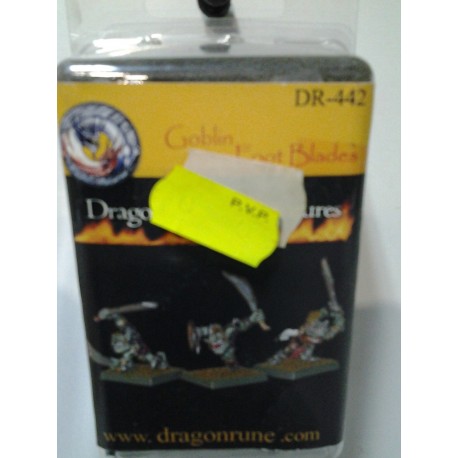 DR-442
Goblin
Foot Blades
Drago ures
P.V.P.
www. dragonrune .com